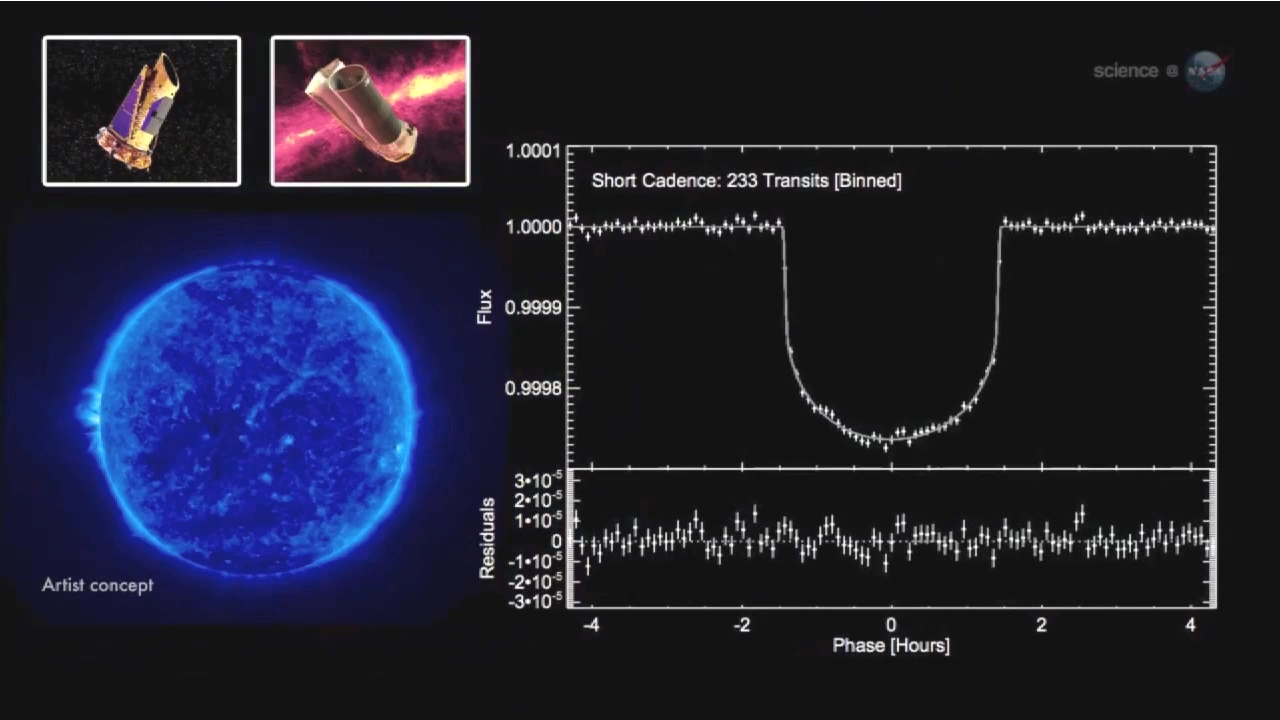 science @ NASA
1.0001
Short Cadence: 233 Transits [Binned]
1.0000
Flux
0.9999
0.9998
3•10⁻⁵
2•10⁻⁵
1•10⁻⁵
0
-1•10⁻⁵
-2•10⁻⁵
-3•10⁻⁵
Residuals
-4 -2 0 2 4
Phase [Hours]
Artist concept